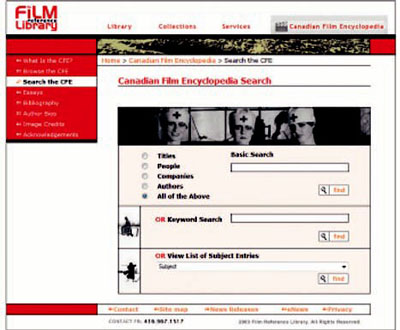 FiLM
reference
Library
Library Collections Services Canadian Film Encyclopedia
What is the CFE?
Browse the CFE
Search the CFE
Essays
Bibliography
Author Bios
Image Credits
Acknowledgements
Home > Canadian Film Encyclopedia > Search the CFE
Canadian Film Encyclopedia Search
Titles
People
Companies
Authors
All of the Above
Basic Search
find
OR Keyword Search
find
OR View List of Subject Entries
Subject
find
Contact Site map News Releases eNews Privacy
CONTACT FRL 416.967.1517 2003 Film Reference Library. All Rights Reserved.